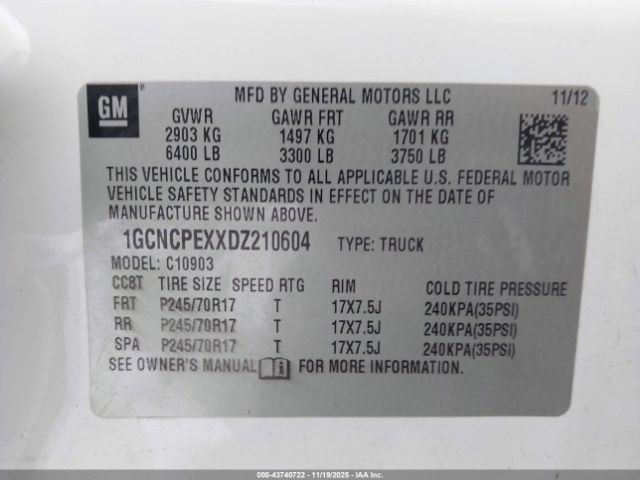 GM
MFD BY GENERAL MOTORS LLC 11/12
GVWR GAWR FRT GAWR RR
2903 KG 1497 KG 1701 KG
6400 LB 3300 LB 3750 LB
THIS VEHICLE CONFORMS TO ALL APPLICABLE U.S. FEDERAL MOTOR
VEHICLE SAFETY STANDARDS IN EFFECT ON THE DATE OF
MANUFACTURE SHOWN ABOVE.
1GCNCPEXXDZ210604 TYPE: TRUCK
MODEL: C10903
CC8T TIRE SIZE SPEED RTG RIM COLD TIRE PRESSURE
FRT P245/70R17 T 17X7.5J 240KPA(35PSI)
RR P245/70R17 T 17X7.5J 240KPA(35PSI)
SPA P245/70R17 T 17X7.5J 240KPA(35PSI)
SEE OWNER'S MANUAL i FOR MORE INFORMATION.
000-43740722 - 11/19/2025 - IAAI.CA